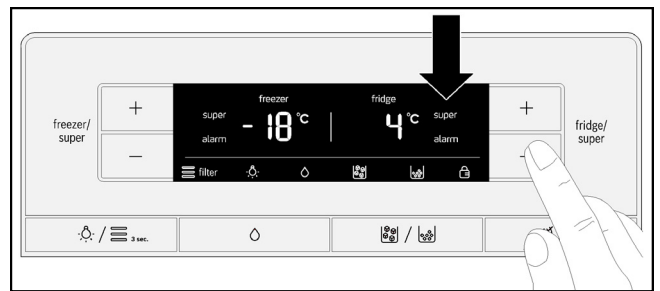 freezer fridge
super - 18 °C 4 °C super
alarm alarm
filter
freezer/
super
+
–
+
fridge/
super
/ 3 sec.
/